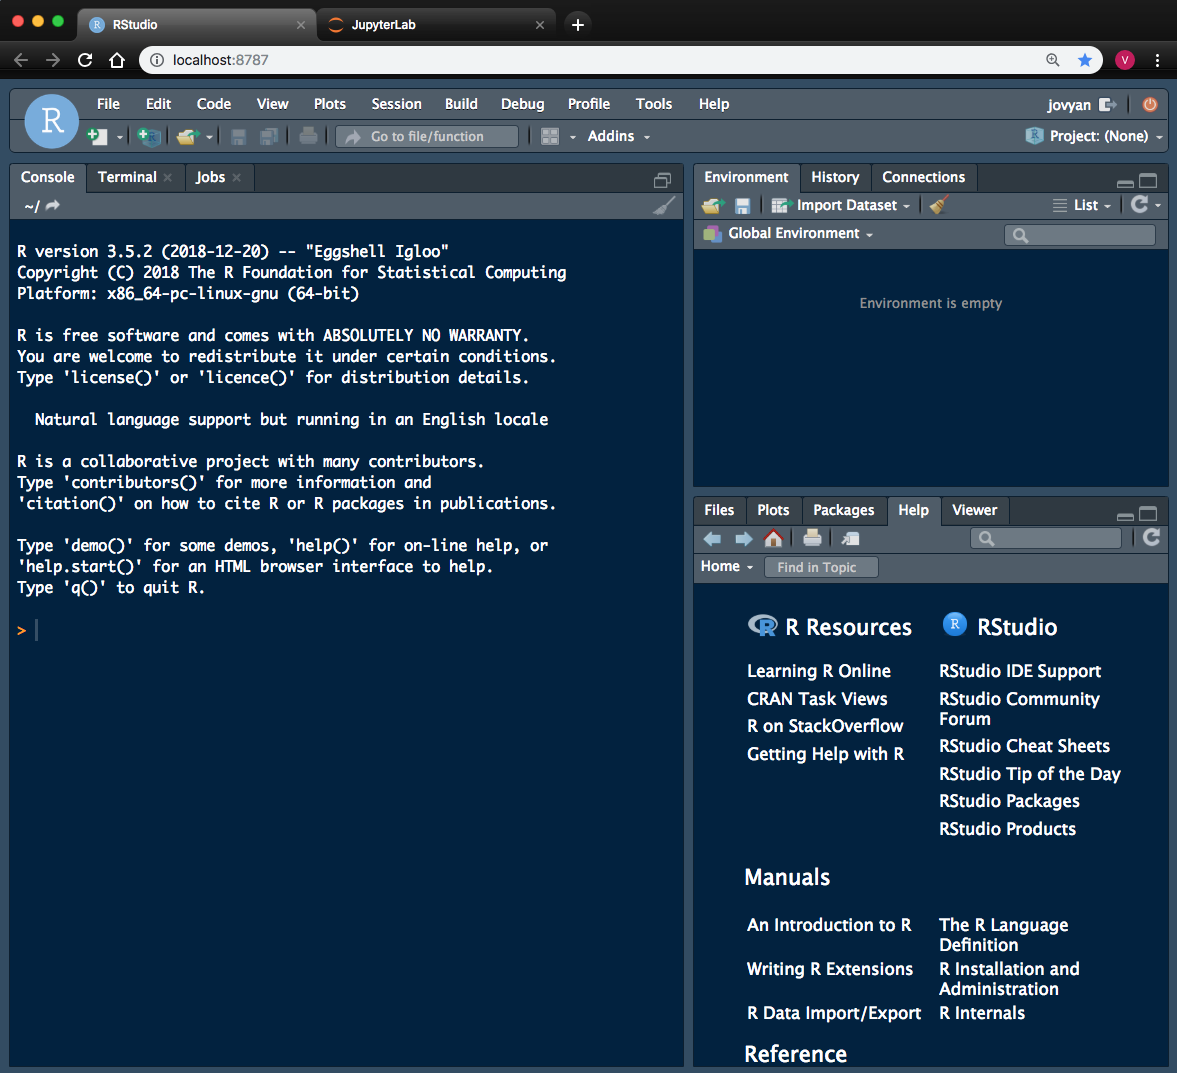 RStudio
JupyterLab
localhost:8787
V
R
File Edit Code View Plots Session Build Debug Profile Tools Help
jovyan
Go to file/function
Addins
Project: (None)
Console Terminal Jobs
~/
R version 3.5.2 (2018-12-20) -- "Eggshell Igloo"
Copyright (C) 2018 The R Foundation for Statistical Computing
Platform: x86_64-pc-linux-gnu (64-bit)
R is free software and comes with ABSOLUTELY NO WARRANTY.
You are welcome to redistribute it under certain conditions.
Type 'license()' or 'licence()' for distribution details.
Natural language support but running in an English locale
R is a collaborative project with many contributors.
Type 'contributors()' for more information and
'citation()' on how to cite R or R packages in publications.
Type 'demo()' for some demos, 'help()' for on-line help, or
'help.start()' for an HTML browser interface to help.
Type 'q()' to quit R.
>
Environment History Connections
Import Dataset
List
Global Environment
Environment is empty
Files Plots Packages Help Viewer
Home
Find in Topic
R Resources
Learning R Online
CRAN Task Views
R on StackOverflow
Getting Help with R
R RStudio
RStudio IDE Support
RStudio Community
Forum
RStudio Cheat Sheets
RStudio Tip of the Day
RStudio Packages
RStudio Products
Manuals
An Introduction to R
The R Language
Definition
Writing R Extensions
R Installation and
Administration
R Data Import/Export
R Internals
Reference